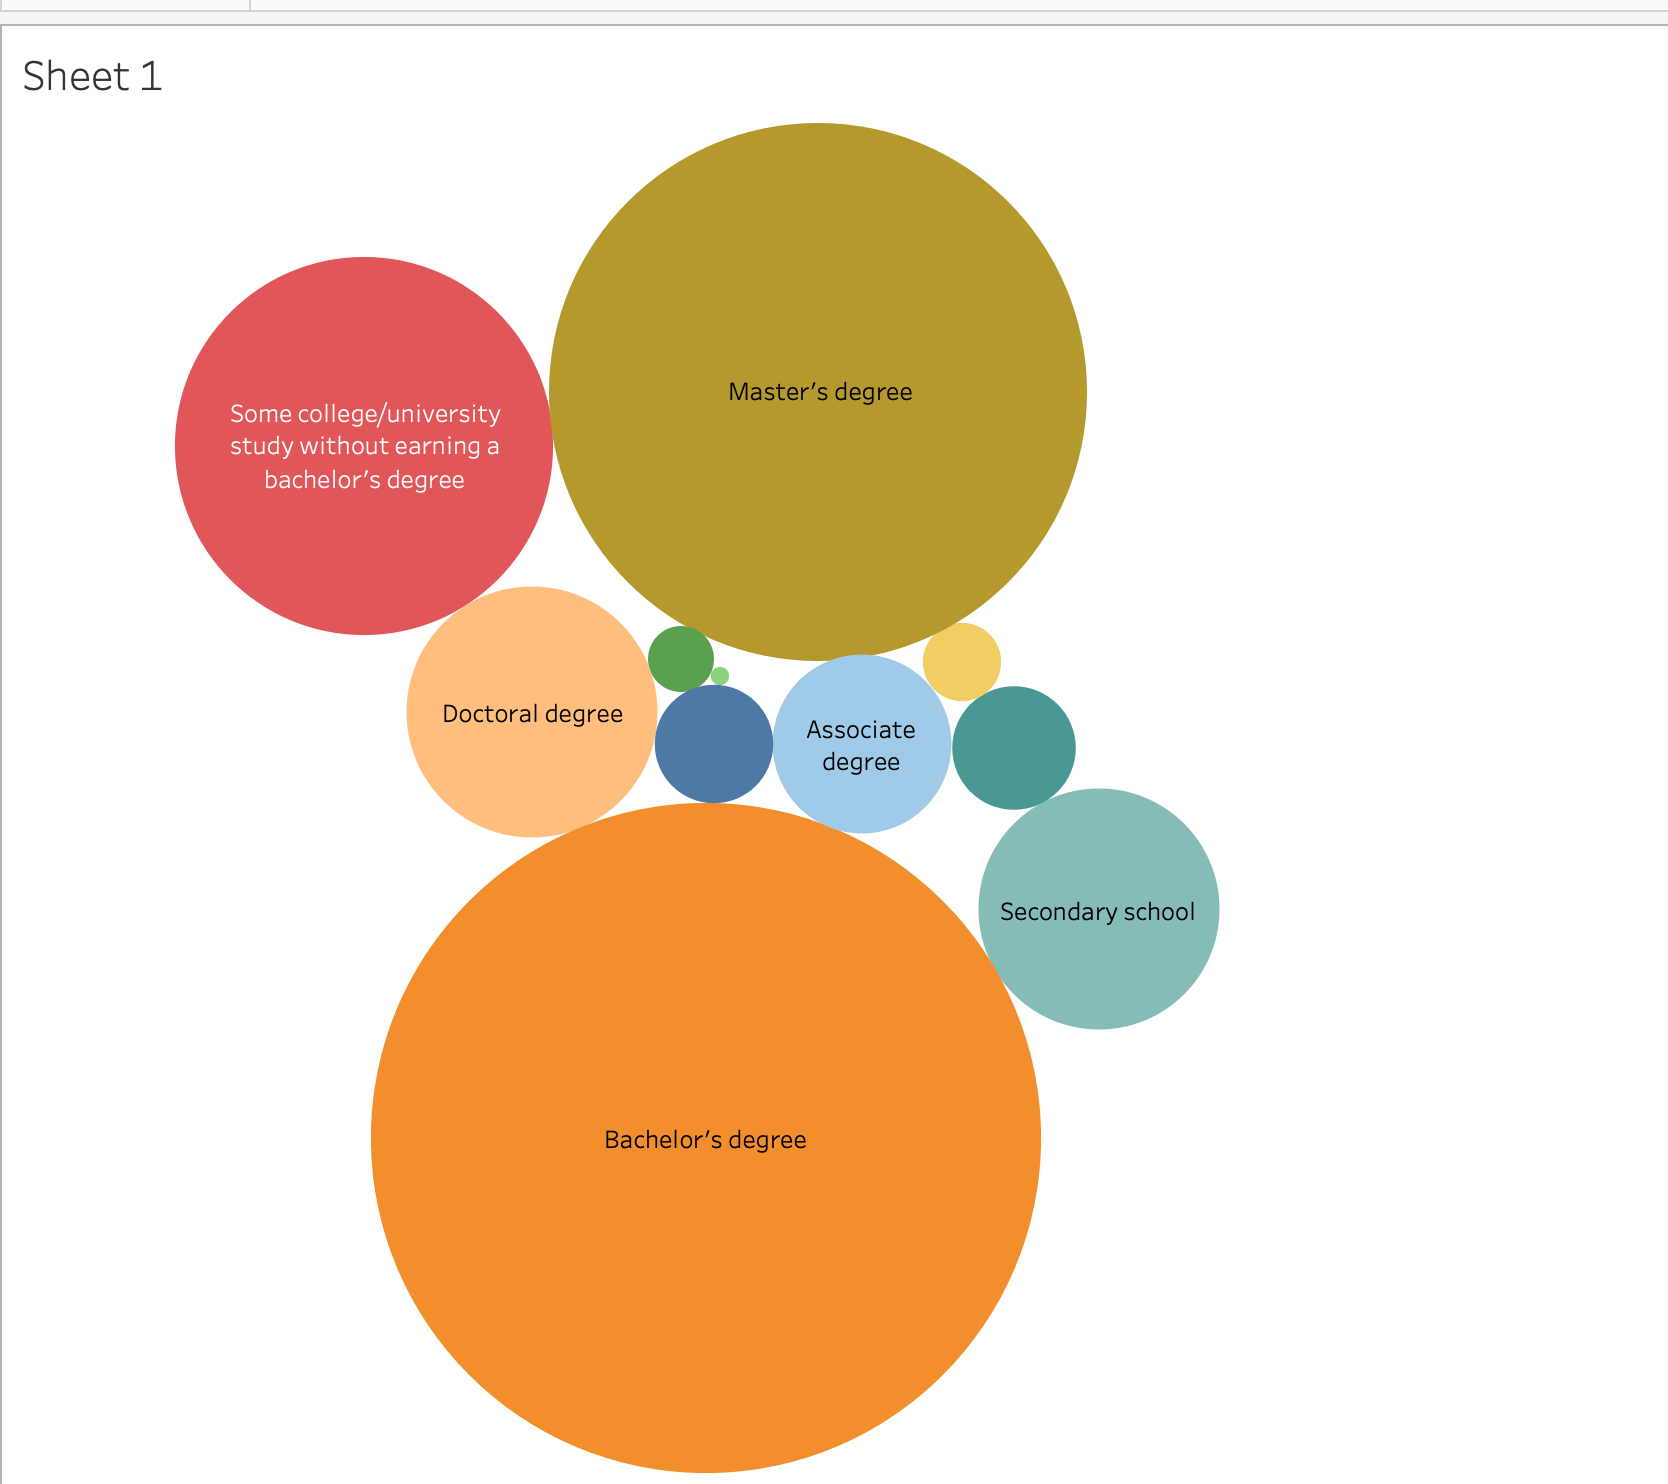 Sheet 1
Master's degree
Some college/university
study without earning a
bachelor's degree
Doctoral degree
Associate
degree
Secondary school
Bachelor's degree